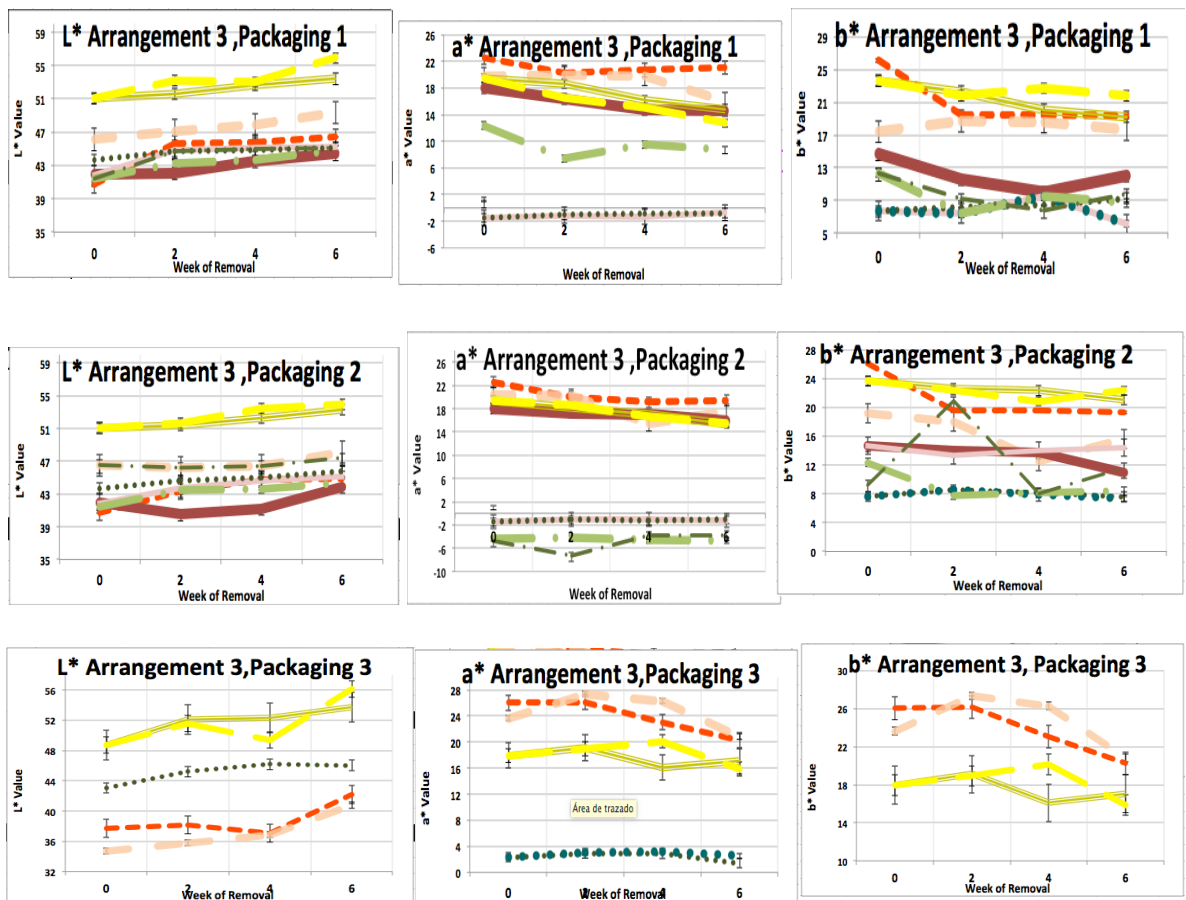 L* Arrangement 3 ,Packaging 1
L* Value
59
55
51
47
43
39
35
0 2 4 6
Week of Removal
a* Arrangement 3 ,Packaging 1
a* Value
26
22
18
14
10
6
2
-2
-6
0 2 4 6
Week of Removal
b* Arrangement 3 ,Packaging 1
b* Value
29
25
21
17
13
9
5
0 2 4 6
Week of Removal
L* Arrangement 3 ,Packaging 2
L* Value
59
55
51
47
43
39
35
0 2 4 6
Week of Removal
a* Arrangement 3 ,Packaging 2
a* Value
26
22
18
14
10
6
2
-2
-6
-10
0 2 4 6
Week of Removal
b* Arrangement 3 ,Packaging 2
b* Value
28
24
20
16
12
8
4
0
0 2 4 6
Week of Removal
L* Arrangement 3,Packaging 3
L* Value
56
52
48
44
40
36
32
0 2 4 6
Week of Removal
a* Arrangement 3,Packaging 3
a* Value
28
24
20
16
12
8
4
0
Área de trazado
0 2 4 6
Week of Removal
b* Arrangement 3, Packaging 3
b* Value
30
26
22
18
14
10
0 2 4 6
Week of Removal